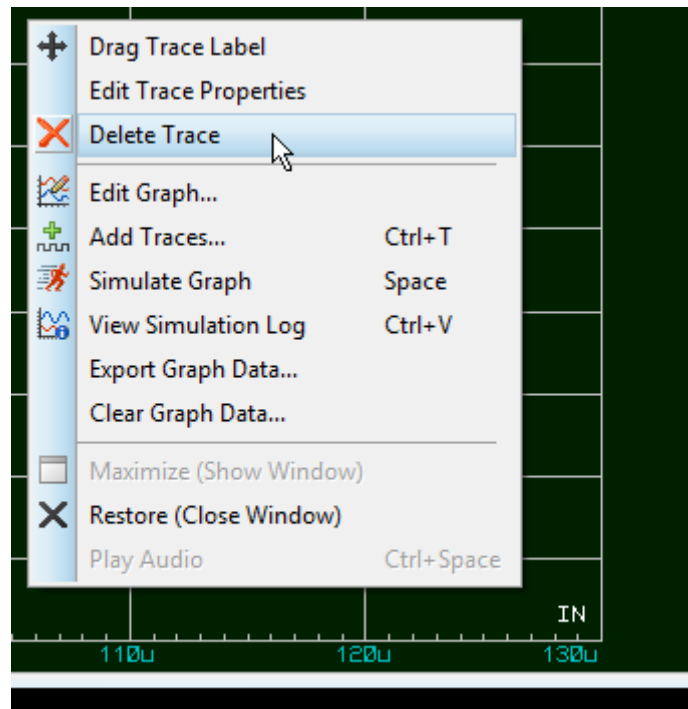 Drag Trace Label
Edit Trace Properties
Delete Trace
Edit Graph...
Add Traces... Ctrl+T
Simulate Graph Space
View Simulation Log Ctrl+V
Export Graph Data...
Clear Graph Data...
Maximize (Show Window)
Restore (Close Window)
Play Audio Ctrl+Space
IN
110u 120u 130u